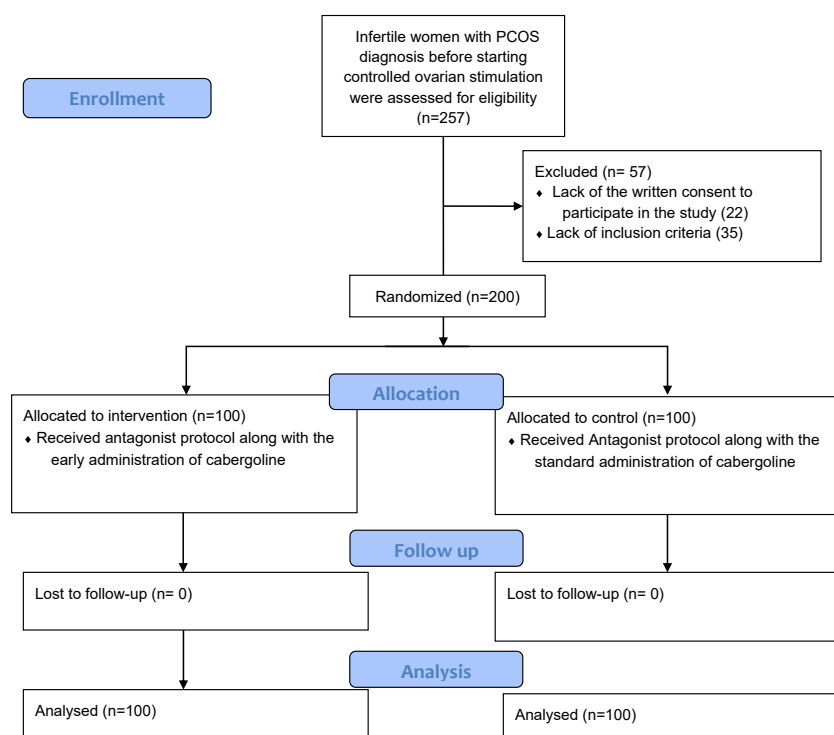 Infertile women with PCOS
diagnosis before starting
controlled ovarian stimulation
were assessed for eligibility
(n=257)
Enrollment
Excluded (n= 57)
♦ Lack of the written consent to
participate in the study (22)
♦ Lack of inclusion criteria (35)
Randomized (n=200)
Allocation
Allocated to intervention (n=100)
♦ Received antagonist protocol along with the
early administration of cabergoline
Allocated to control (n=100)
♦ Received Antagonist protocol along with the
standard administration of cabergoline
Follow up
Lost to follow-up (n= 0)
Lost to follow-up (n= 0)
Analysis
Analysed (n=100)
Analysed (n=100)